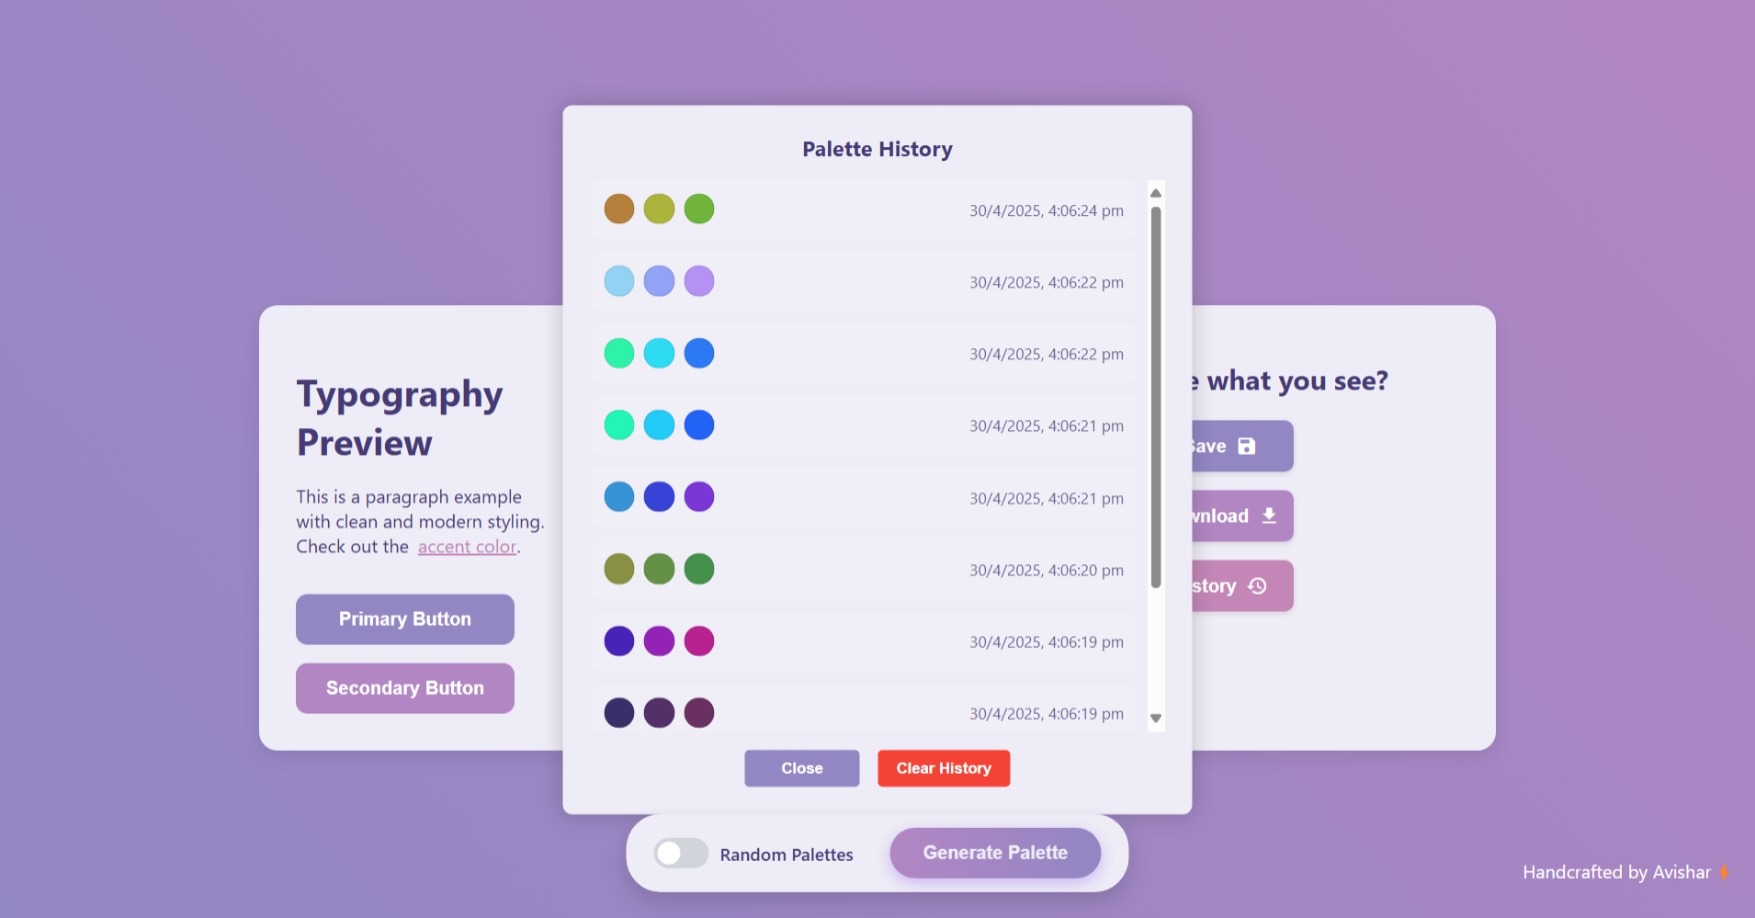 Palette History
30/4/2025, 4:06:24 pm
30/4/2025, 4:06:22 pm
30/4/2025, 4:06:22 pm
30/4/2025, 4:06:21 pm
30/4/2025, 4:06:21 pm
30/4/2025, 4:06:20 pm
30/4/2025, 4:06:19 pm
30/4/2025, 4:06:19 pm
Close
Clear History
Typography
Preview
This is a paragraph example
with clean and modern styling.
Check out the accent color.
Primary Button
Secondary Button
what you see?
Random Palettes
Generate Palette
Handcrafted by Avishar